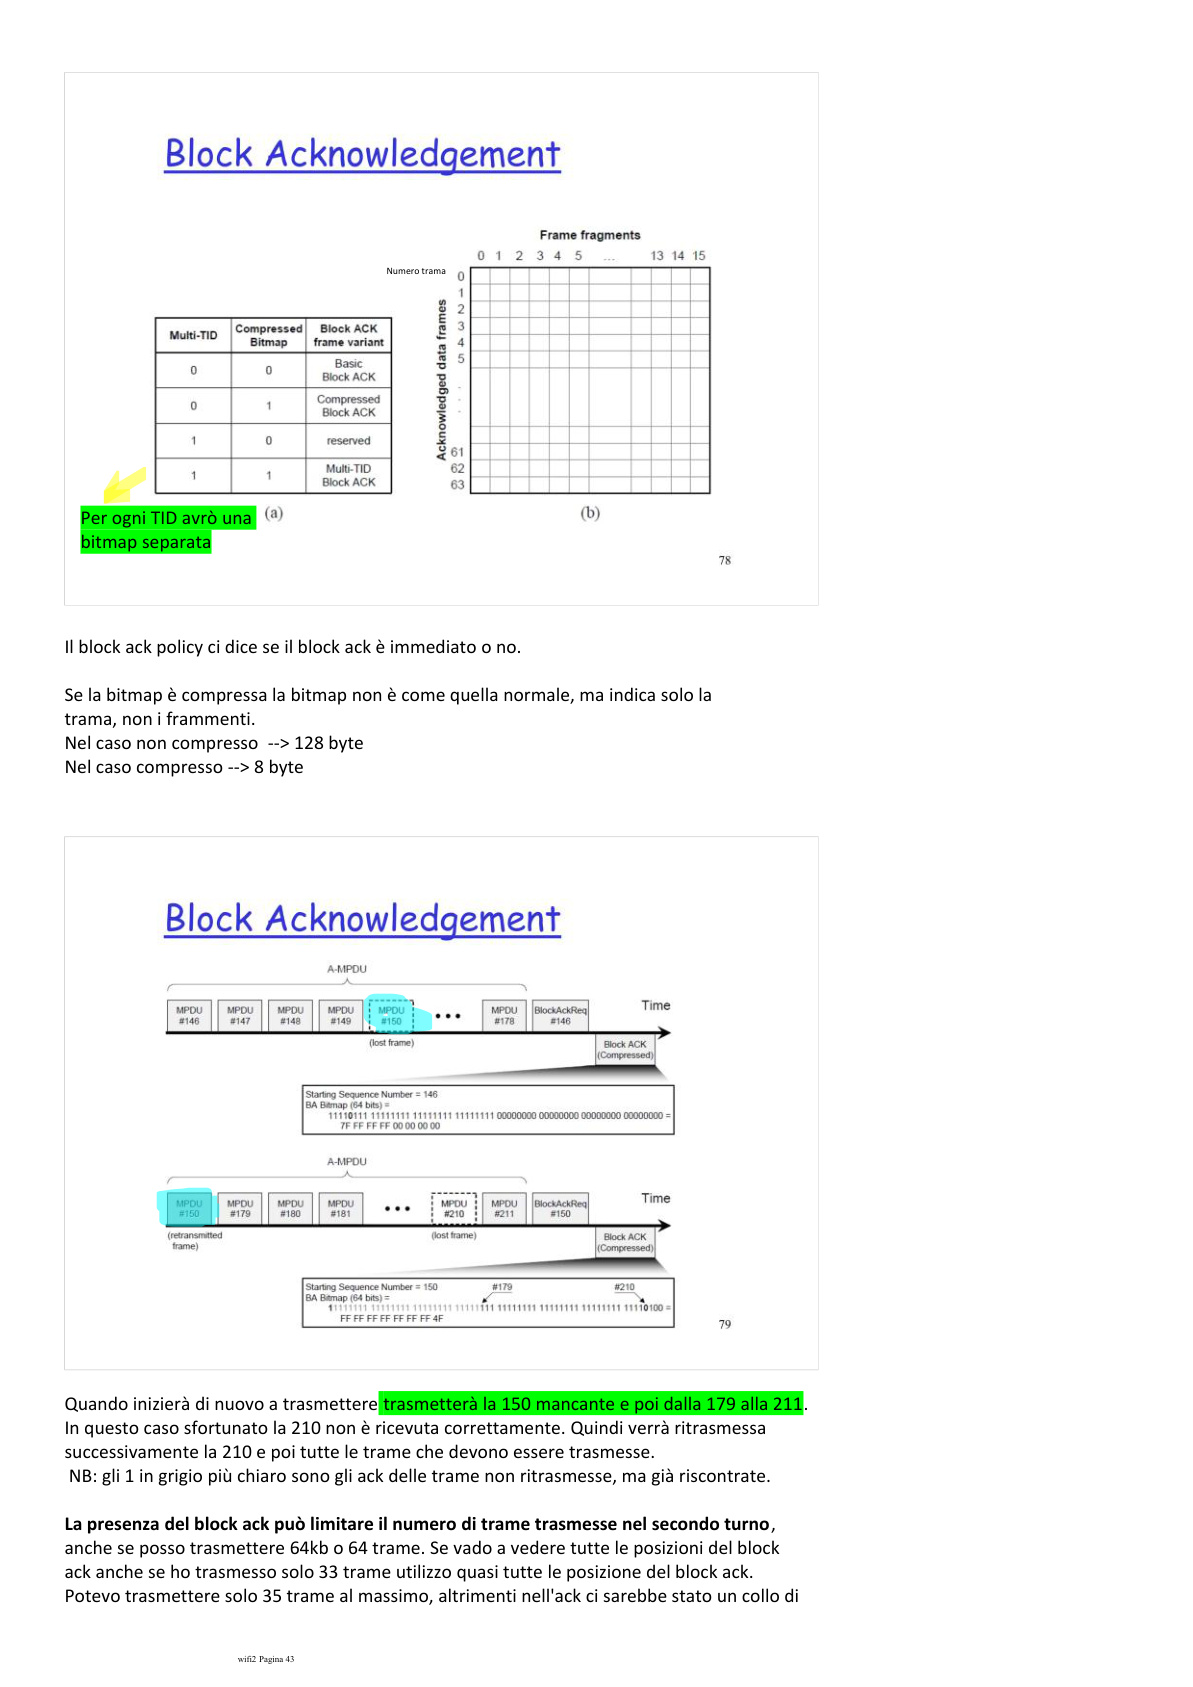 Block Acknowledgement
Frame fragments
0 1 2 3 4 5 ... 13 14 15
Numero trama
Acknowledged data frames
0
1
2
3
4
5
.
.
.
61
62
63
Multi-TID Compressed Bitmap Block ACK frame variant
0 0 Basic Block ACK
0 1 Compressed Block ACK
1 0 reserved
1 1 Multi-TID Block ACK
Per ogni TID avrò una
bitmap separata
(a)
(b)
78
Il block ack policy ci dice se il block ack è immediato o no.
Se la bitmap è compressa la bitmap non è come quella normale, ma indica solo la
trama, non i frammenti.
Nel caso non compresso --> 128 byte
Nel caso compresso --> 8 byte
Block Acknowledgement
A-MPDU
MPDU #146 MPDU #147 MPDU #148 MPDU #149 MPDU #150 ••• MPDU #178 BlockAckReq #146
Time
(lost frame)
Block ACK
(Compressed)
Starting Sequence Number = 146
BA Bitmap (64 bits) =
11110111 11111111 11111111 11111111 00000000 00000000 00000000 00000000 =
7F FF FF FF 00 00 00 00
A-MPDU
MPDU #150 MPDU #179 MPDU #180 MPDU #181 ••• MPDU #210 MPDU #211 BlockAckReq #150
Time
(retransmitted
frame)
(lost frame)
Block ACK
(Compressed)
Starting Sequence Number = 150 #179 #210
BA Bitmap (64 bits) =
11111111 11111111 11111111 11111111 11111111 11111111 11111111 11110100 =
FF FF FF FF FF FF FF 4F
79
Quando inizierà di nuovo a trasmettere trasmetterà la 150 mancante e poi dalla 179 alla 211.
In questo caso sfortunato la 210 non è ricevuta correttamente. Quindi verrà ritrasmessa
successivamente la 210 e poi tutte le trame che devono essere trasmesse.
NB: gli 1 in grigio più chiaro sono gli ack delle trame non ritrasmesse, ma già riscontrate.
La presenza del block ack può limitare il numero di trame trasmesse nel secondo turno,
anche se posso trasmettere 64kb o 64 trame. Se vado a vedere tutte le posizioni del block
ack anche se ho trasmesso solo 33 trame utilizzo quasi tutte le posizione del block ack.
Potevo trasmettere solo 35 trame al massimo, altrimenti nell'ack ci sarebbe stato un collo di
wifi2 Pagina 43